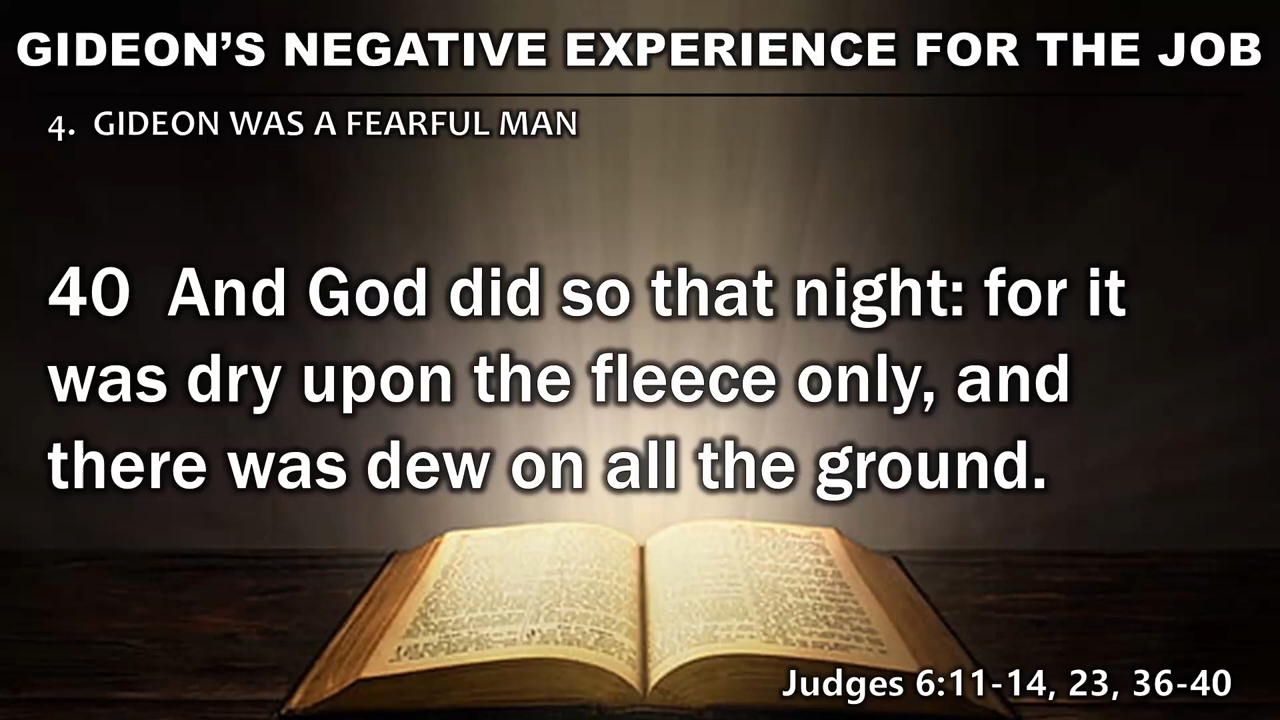 GIDEON’S NEGATIVE EXPERIENCE FOR THE JOB
4. GIDEON WAS A FEARFUL MAN
40 And God did so that night: for it
was dry upon the fleece only, and
there was dew on all the ground.
Judges 6:11-14, 23, 36-40